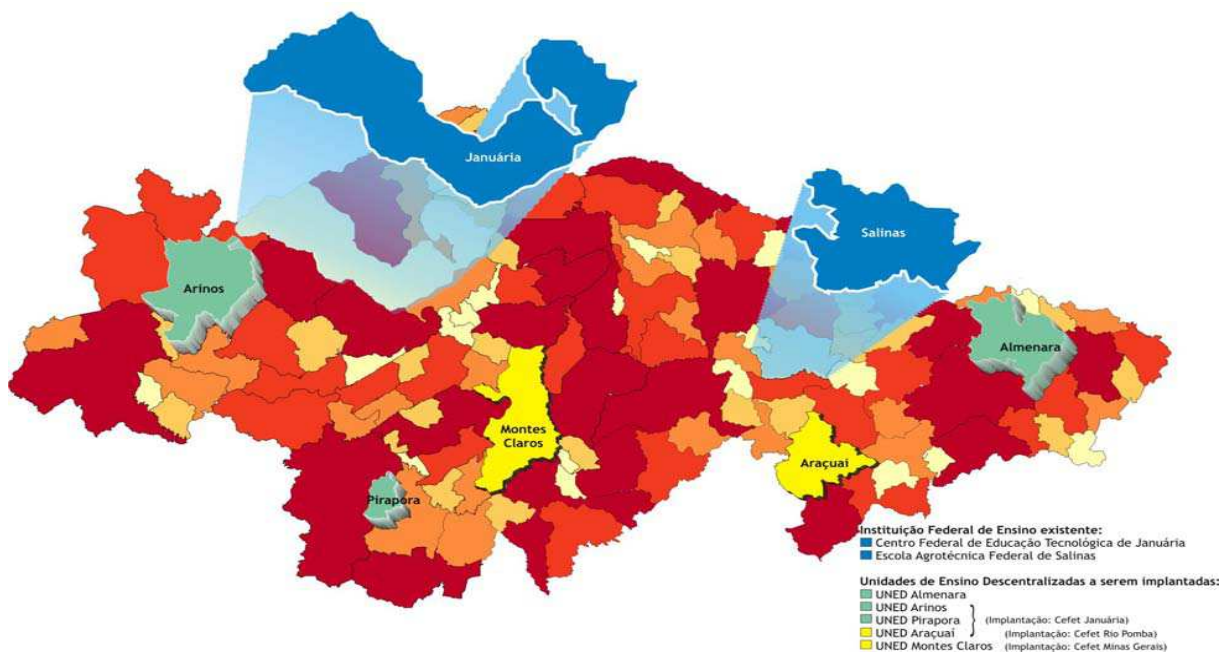 Januária
Salinas
Arinos
Almenara
Montes
Claros
Araçuai
Pirapora
Instituição Federal de Ensino existente:
Centro Federal de Educação Tecnológica de Januária
Escola Agrotécnica Federal de Salinas
Unidades de Ensino Descentralizadas a serem implantadas:
UNED Almenara
UNED Arinos
UNED Pirapora (Implantação: Cefet Januária)
UNED Araçuaí (Implantação: Cefet Rio Pomba)
UNED Montes Claros (Implantação: Cefet Minas Gerais)